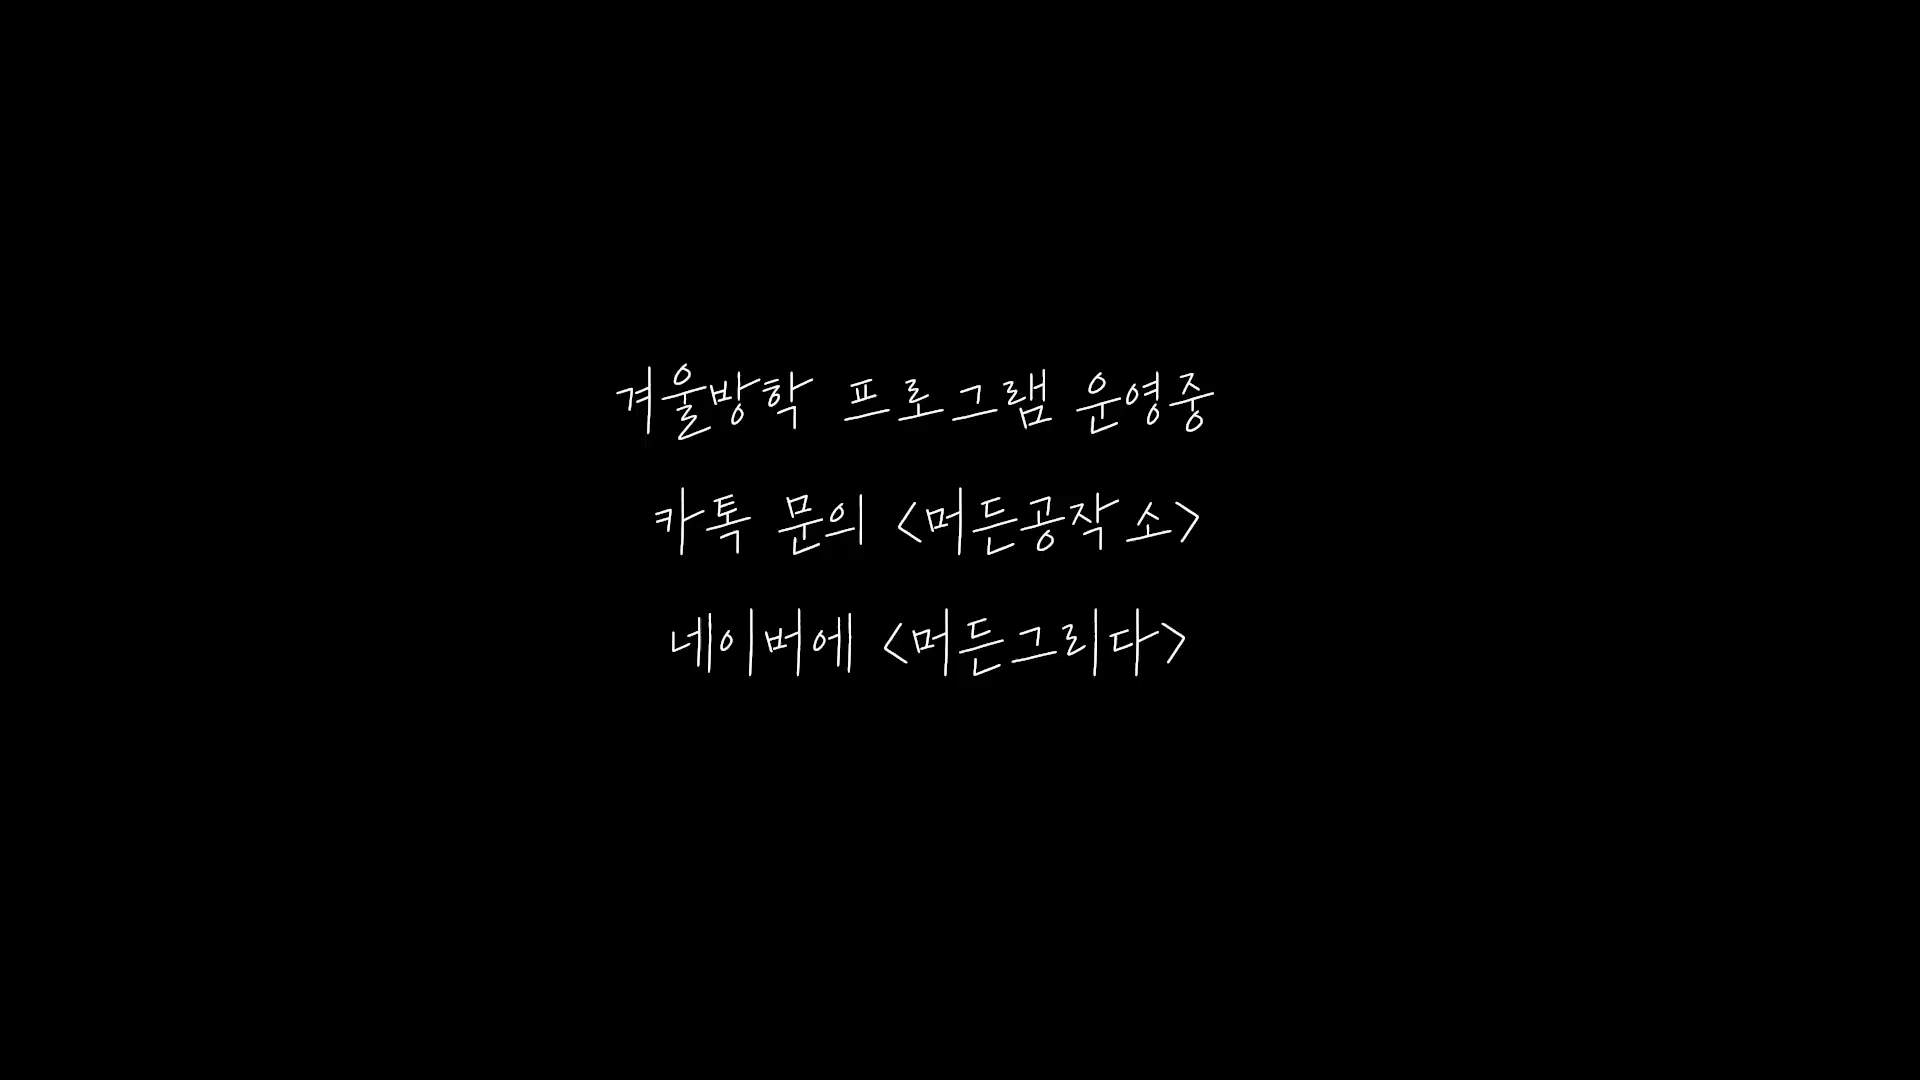 겨울방학 프로그램 운영중
카톡 문의 <머든공작소>
네이버에 <머든그리다>